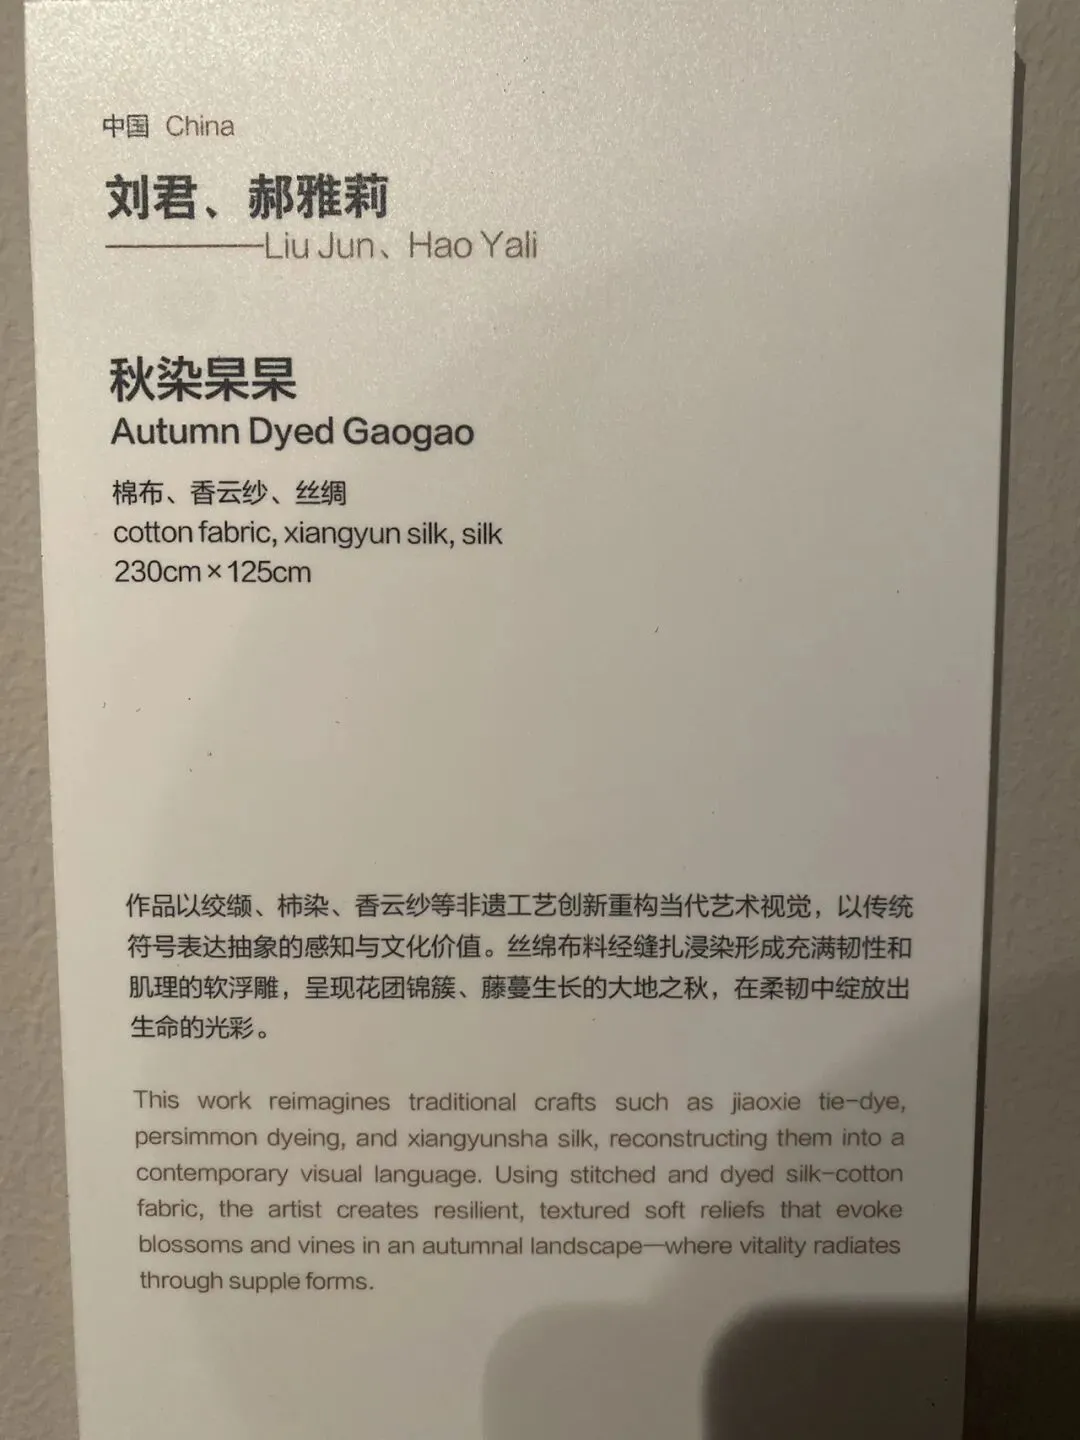 中国 China
刘君、郝雅莉
————Liu Jun、Hao Yali
秋染杲杲
Autumn Dyed Gaogao
棉布、香云纱、丝绸
cotton fabric, xiangyun silk, silk
230cm×125cm
作品以绞缬、柿染、香云纱等非遗工艺创新重构当代艺术视觉，以传统
符号表达抽象的感知与文化价值。丝绵布料经缝扎浸染形成充满韧性和
肌理的软浮雕，呈现花团锦簇、藤蔓生长的大地之秋，在柔韧中绽放出
生命的光彩。
This work reimagines traditional crafts such as jiaoxie tie-dye,
persimmon dyeing, and xiangyunsha silk, reconstructing them into a
contemporary visual language. Using stitched and dyed silk-cotton
fabric, the artist creates resilient, textured soft reliefs that evoke
blossoms and vines in an autumnal landscape—where vitality radiates
through supple forms.